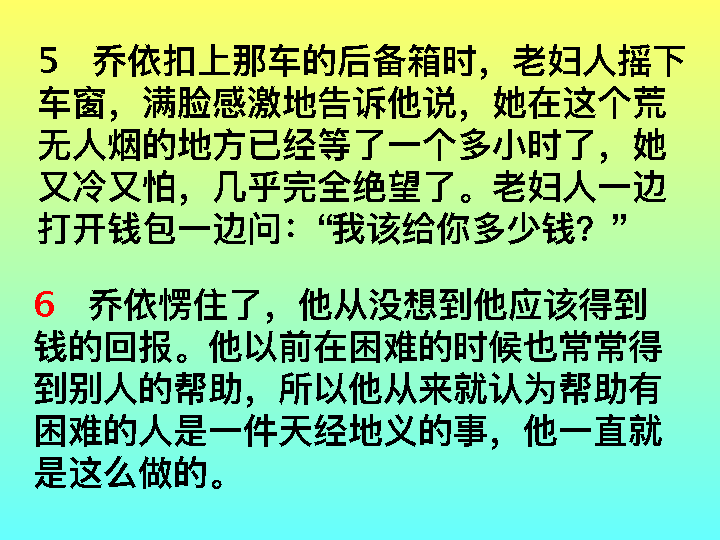 5 乔依扣上那车的后备箱时，老妇人摇下
车窗，满脸感激地告诉他说，她在这个荒
无人烟的地方已经等了一个多小时了，她
又冷又怕，几乎完全绝望了。老妇人一边
打开钱包一边问：“我该给你多少钱？”
6 乔依愣住了，他从没想到他应该得到
钱的回报。他以前在困难的时候也常常得
到别人的帮助，所以他从来就认为帮助有
困难的人是一件天经地义的事，他一直就
是这么做的。